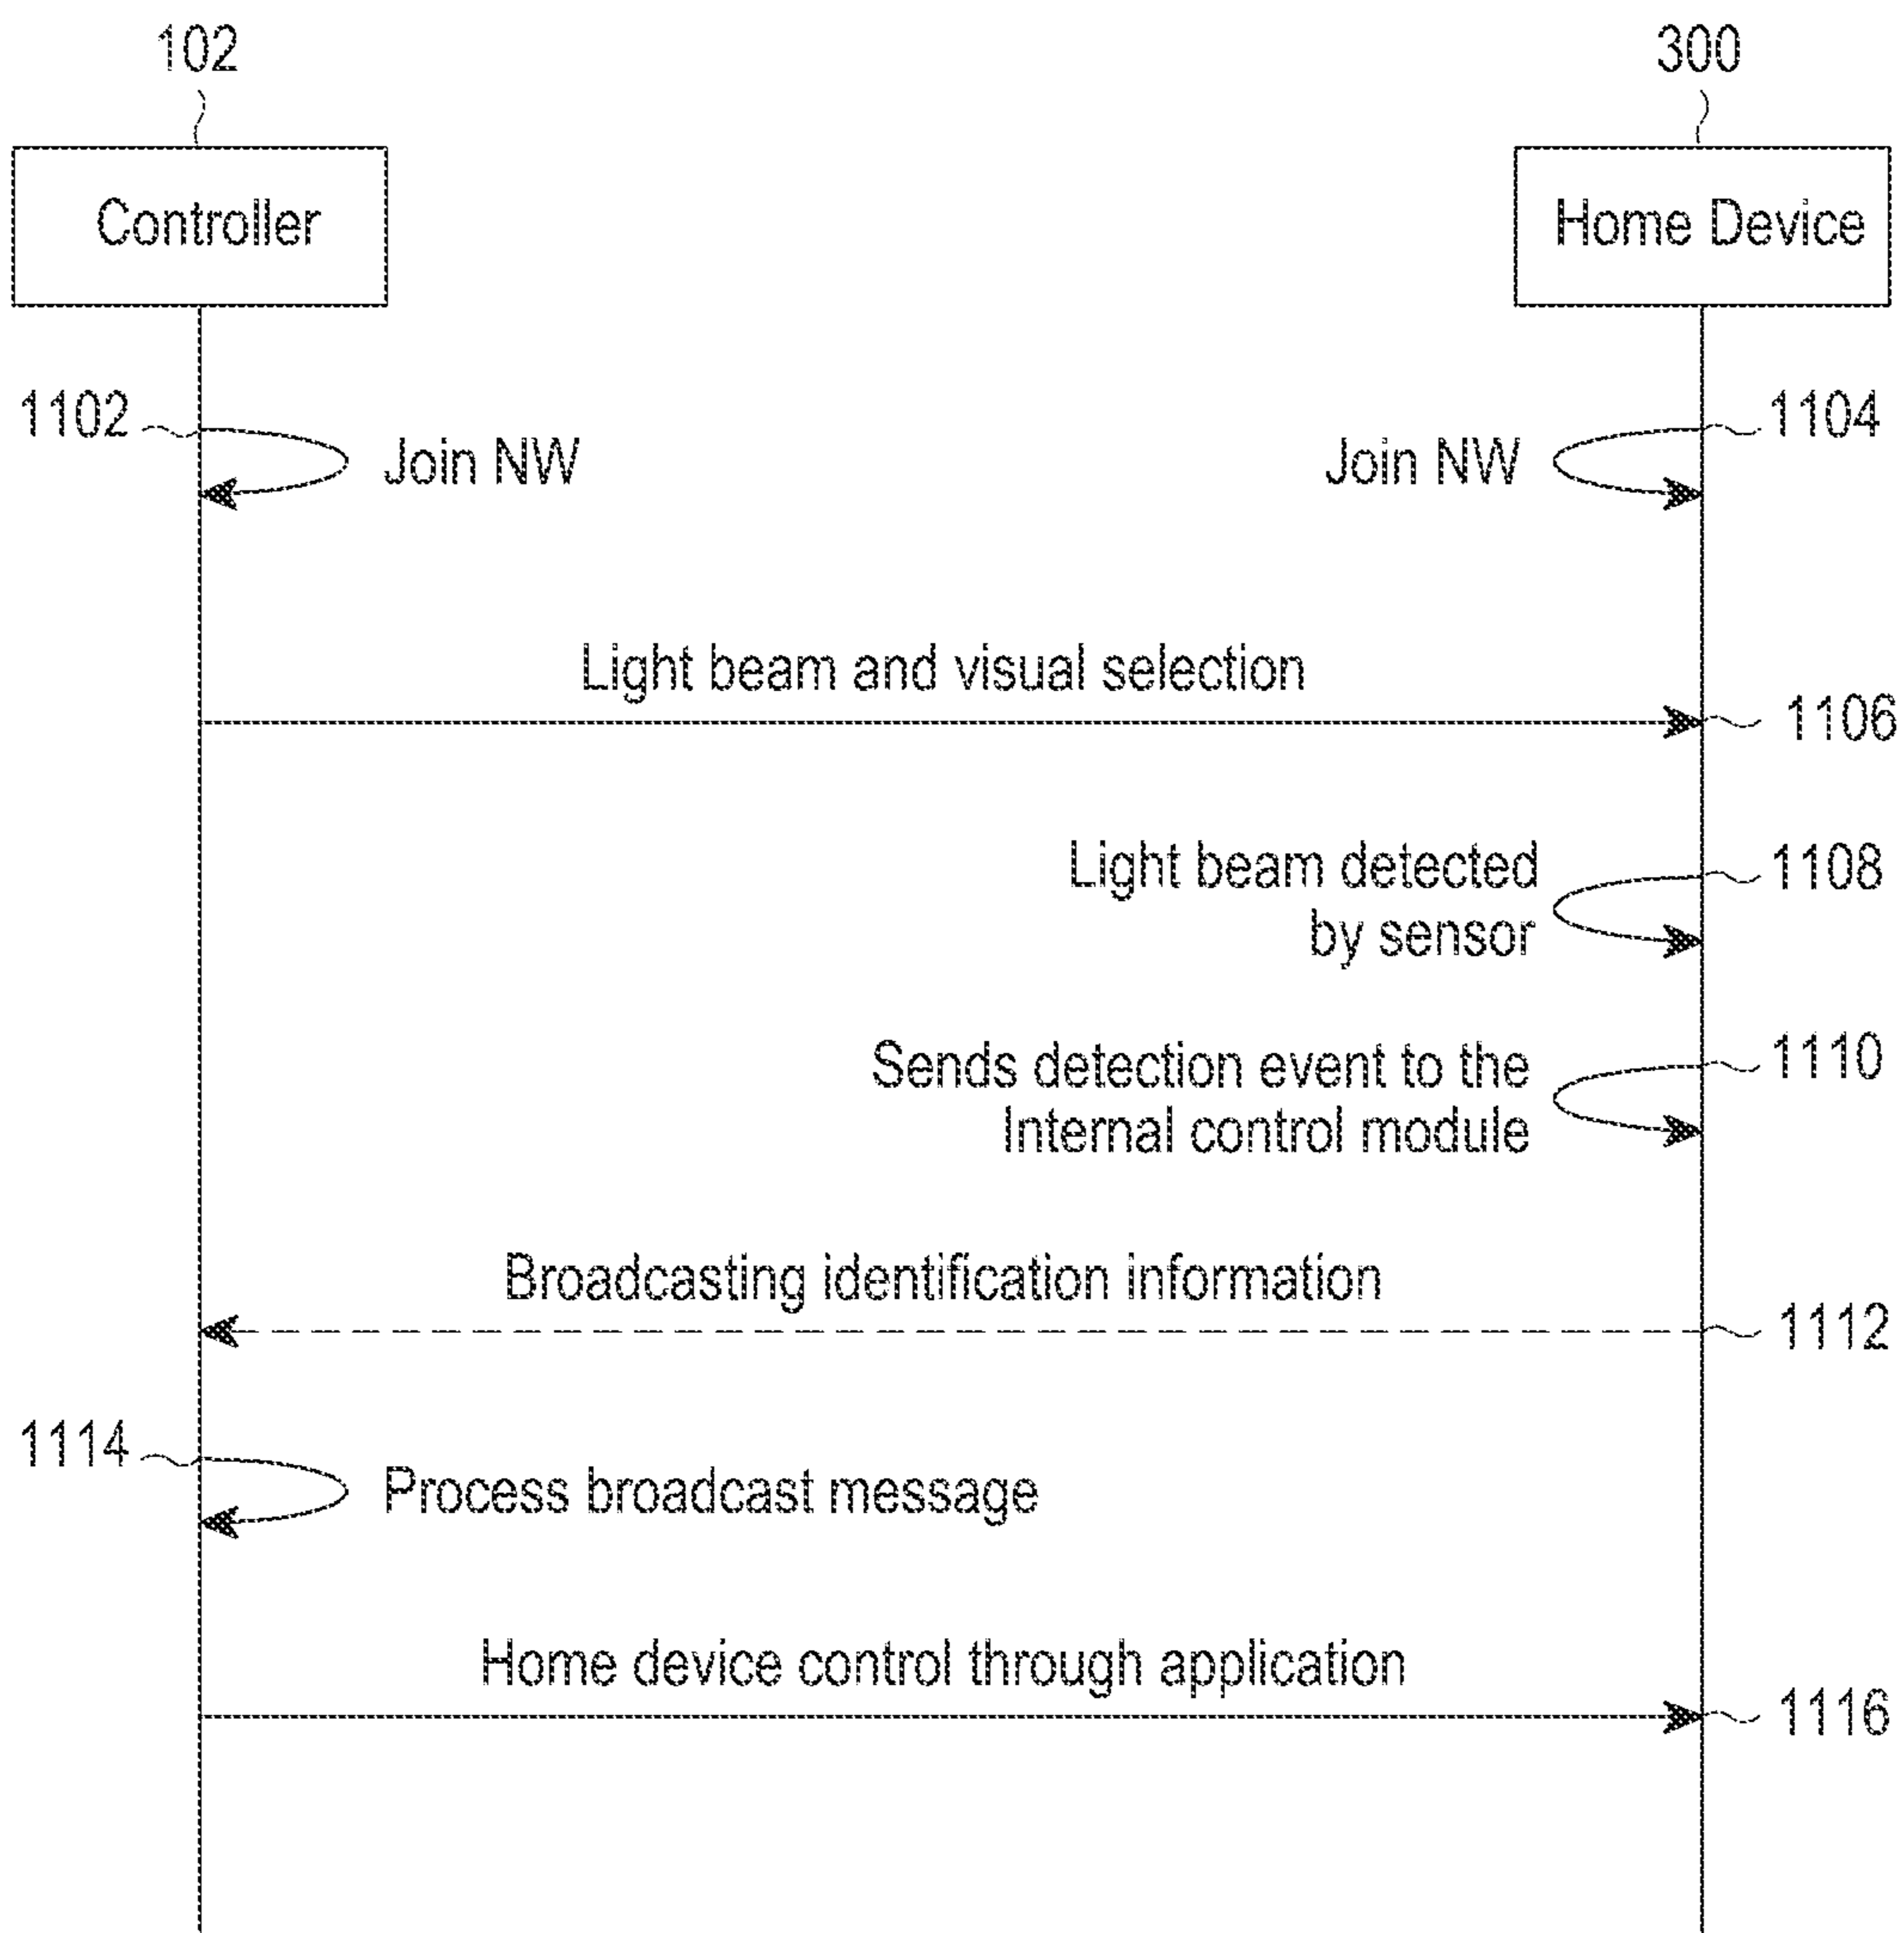 102
300
Controller
Home Device
1102
Join NW
Join NW
1104
Light beam and visual selection
1106
Light beam detected
by sensor
1108
Sends detection event to the
Internal control module
1110
Broadcasting identification information
1112
1114
Process broadcast message
Home device control through application
1116